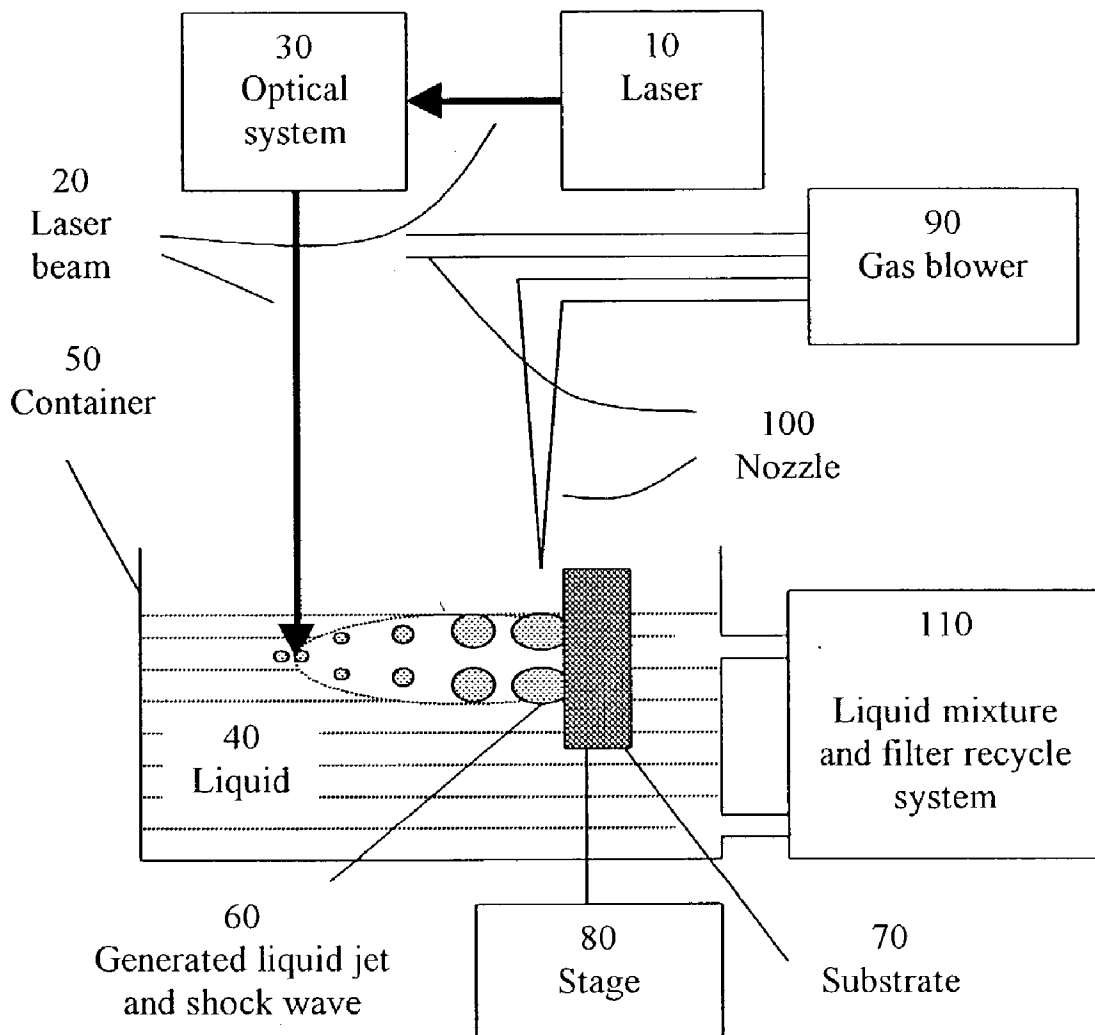 30
Optical
system
10
Laser
20
Laser
beam
90
Gas blower
50
Container
100
Nozzle
110
Liquid mixture
and filter recycle
system
40
Liquid
60
Generated liquid jet
and shock wave
80
Stage
70
Substrate